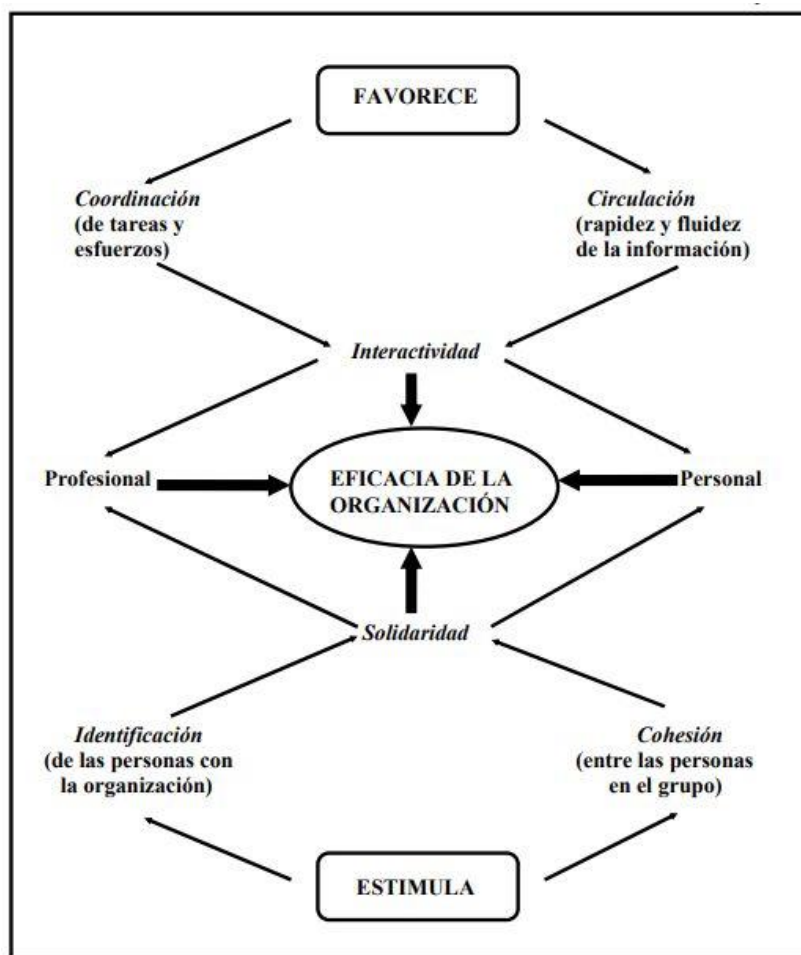 FAVORECE
Coordinación
(de tareas y
esfuerzos)
Circulación
(rapidez y fluidez
de la información)
Interactividad
Profesional
EFICACIA DE LA
ORGANIZACIÓN
Personal
Solidaridad
Identificación
(de las personas con
la organización)
Cohesión
(entre las personas
en el grupo)
ESTIMULA